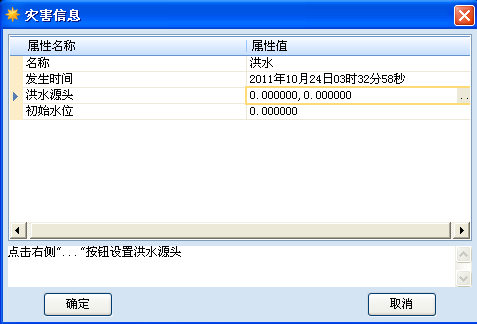 灾害信息
属性名称 属性值
名称 洪水
发生时间 2011年10月24日03时32分58秒
洪水源头 0.000000,0.000000 ..
初始水位 0.000000
点击右侧“...“按钮设置洪水源头
确定 取消